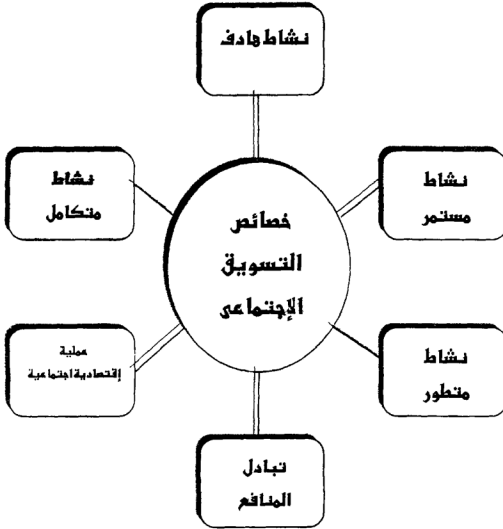 نشاط هادف
نشاط
متكامل
نشاط
مستمر
خصائص
التسويق
الإجتماعى
عملية
إقتصادية اجتماعية
نشاط
متطور
تبادل
المنافع